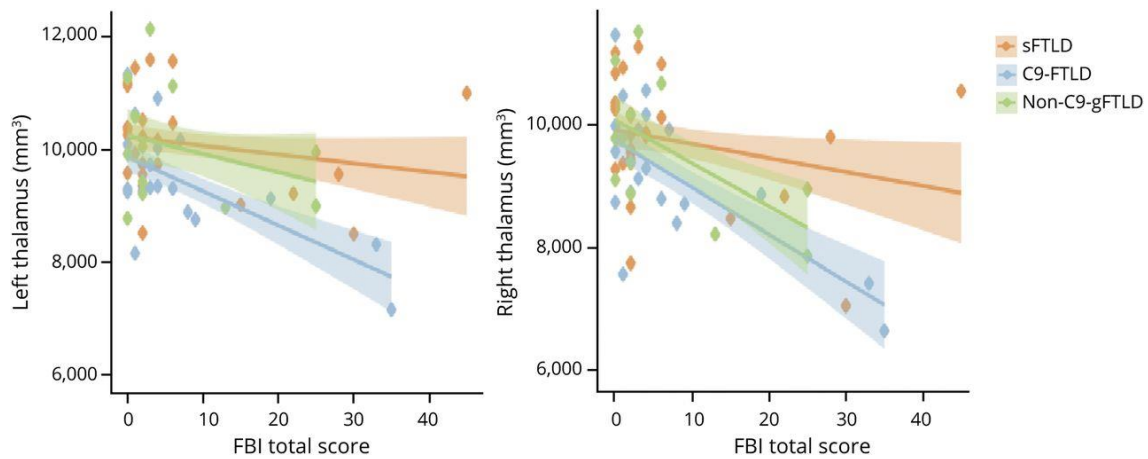 12,000
10,000
8,000
6,000
Left thalamus (mm³)
0 10 20 30 40
FBI total score
10,000
8,000
6,000
Right thalamus (mm³)
0 10 20 30 40
FBI total score
sFTLD
C9-FTLD
Non-C9-gFTLD